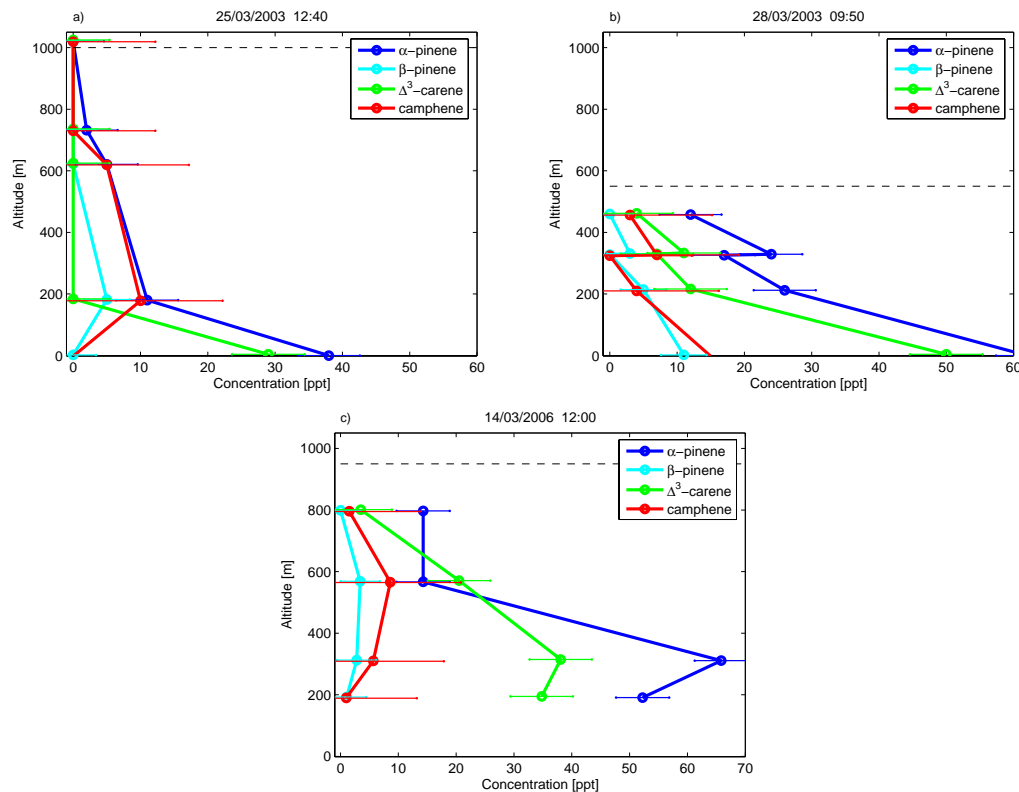 a)
25/03/2003 12:40
1000
800
600
400
200
0
Altitude [m]
0 10 20 30 40 50 60
Concentration [ppt]
α−pinene
β−pinene
Δ³−carene
camphene
b)
28/03/2003 09:50
1000
800
600
400
200
0
Altitude [m]
0 10 20 30 40 50 60
Concentration [ppt]
α−pinene
β−pinene
Δ³−carene
camphene
c)
14/03/2006 12:00
1000
800
600
400
200
0
Altitude [m]
0 10 20 30 40 50 60 70
Concentration [ppt]
α−pinene
β−pinene
Δ³−carene
camphene